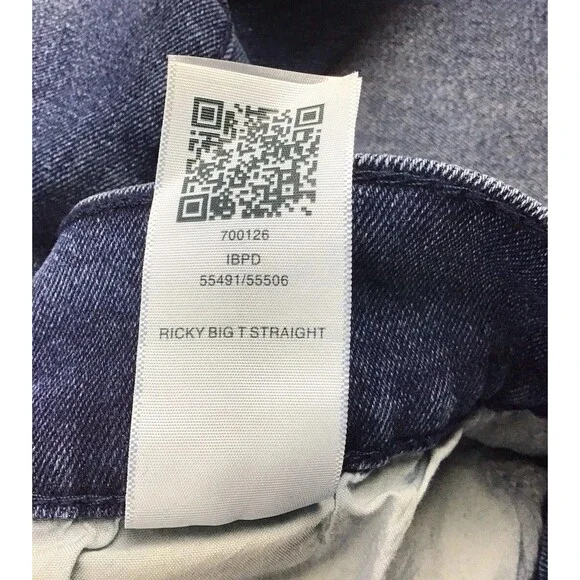 700126
IBPD
55491/55506
RICKY BIG T STRAIGHT